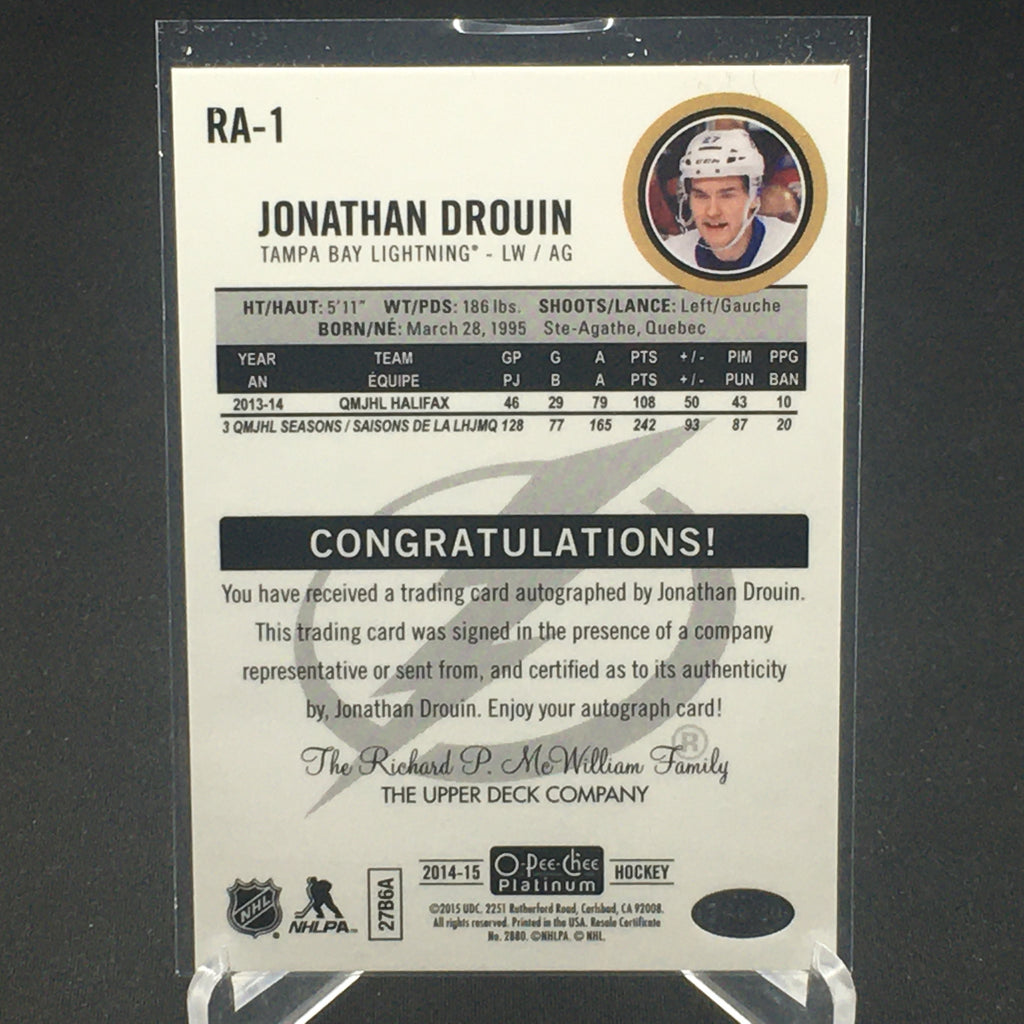 RA-1
27
CCM
JONATHAN DROUIN
TAMPA BAY LIGHTNING® - LW / AG
HT/HAUT: 5'11" WT/PDS: 186 lbs. SHOOTS/LANCE: Left/Gauche
BORN/NÉ: March 28, 1995 Ste-Agathe, Quebec
YEAR TEAM GP G A PTS +/- PIM PPG
AN ÉQUIPE PJ B A PTS +/- PUN BAN
2013-14 QMJHL HALIFAX 46 29 79 108 50 43 10
3 QMJHL SEASONS / SAISONS DE LA LHJMQ 128 77 165 242 93 87 20
CONGRATULATIONS!
You have received a trading card autographed by Jonathan Drouin.
This trading card was signed in the presence of a company
representative or sent from, and certified as to its authenticity
by, Jonathan Drouin. Enjoy your autograph card!
®
The Richard P. McWilliam Family
THE UPPER DECK COMPANY
2014-15 O-Pee-Chee Platinum HOCKEY
NHL
NHLPA™
27B6A
©2015 UDC. 2251 Rutherford Road, Carlsbad, CA 92008.
All rights reserved. Printed in the USA. Resale Certificate
No. 2880. ©NHLPA. © NHL.